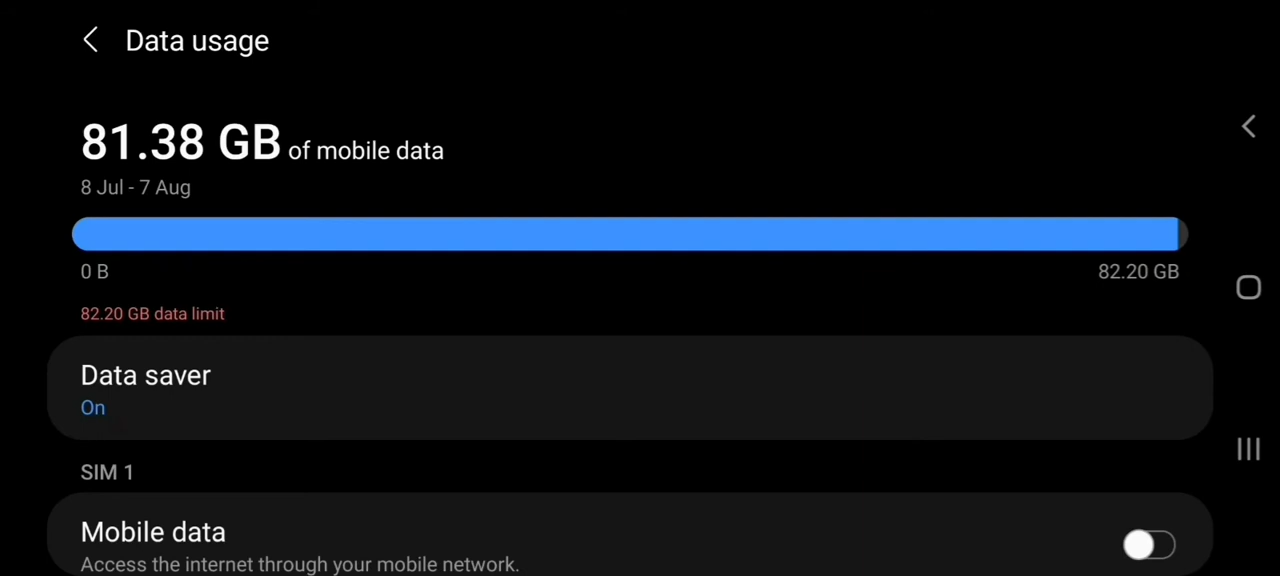 Data usage
81.38 GB of mobile data
8 Jul - 7 Aug
0 B 82.20 GB
82.20 GB data limit
Data saver
On
SIM 1
Mobile data
Access the internet through your mobile network.